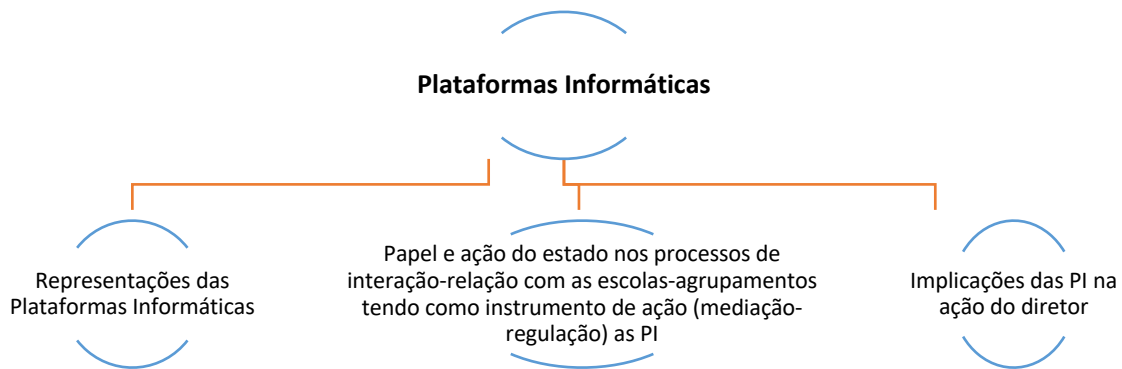 Plataformas Informáticas
Representações das
Plataformas Informáticas
Papel e ação do estado nos processos de
interação-relação com as escolas-agrupamentos
tendo como instrumento de ação (mediação-
regulação) as PI
Implicações das PI na
ação do diretor